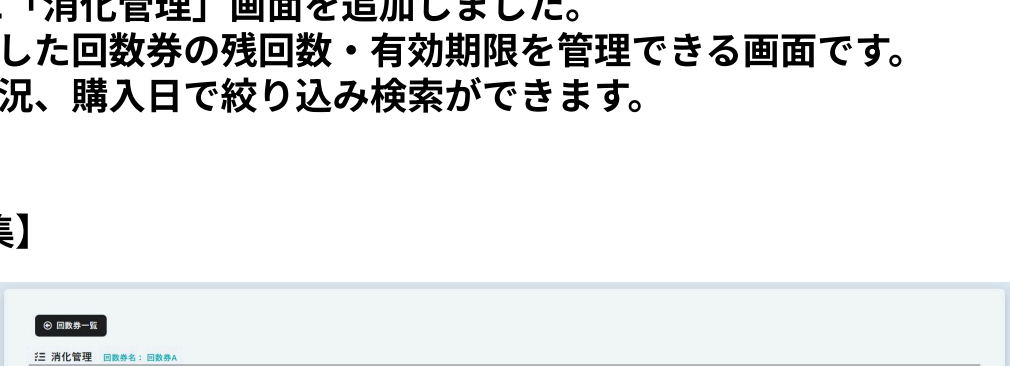 「消化管理」画面を追加しました。
した回数券の残回数・有効期限を管理できる画面です。
況、購入日で絞り込み検索ができます。
集】
回数券一覧
消化管理 回数券名： 回数券A